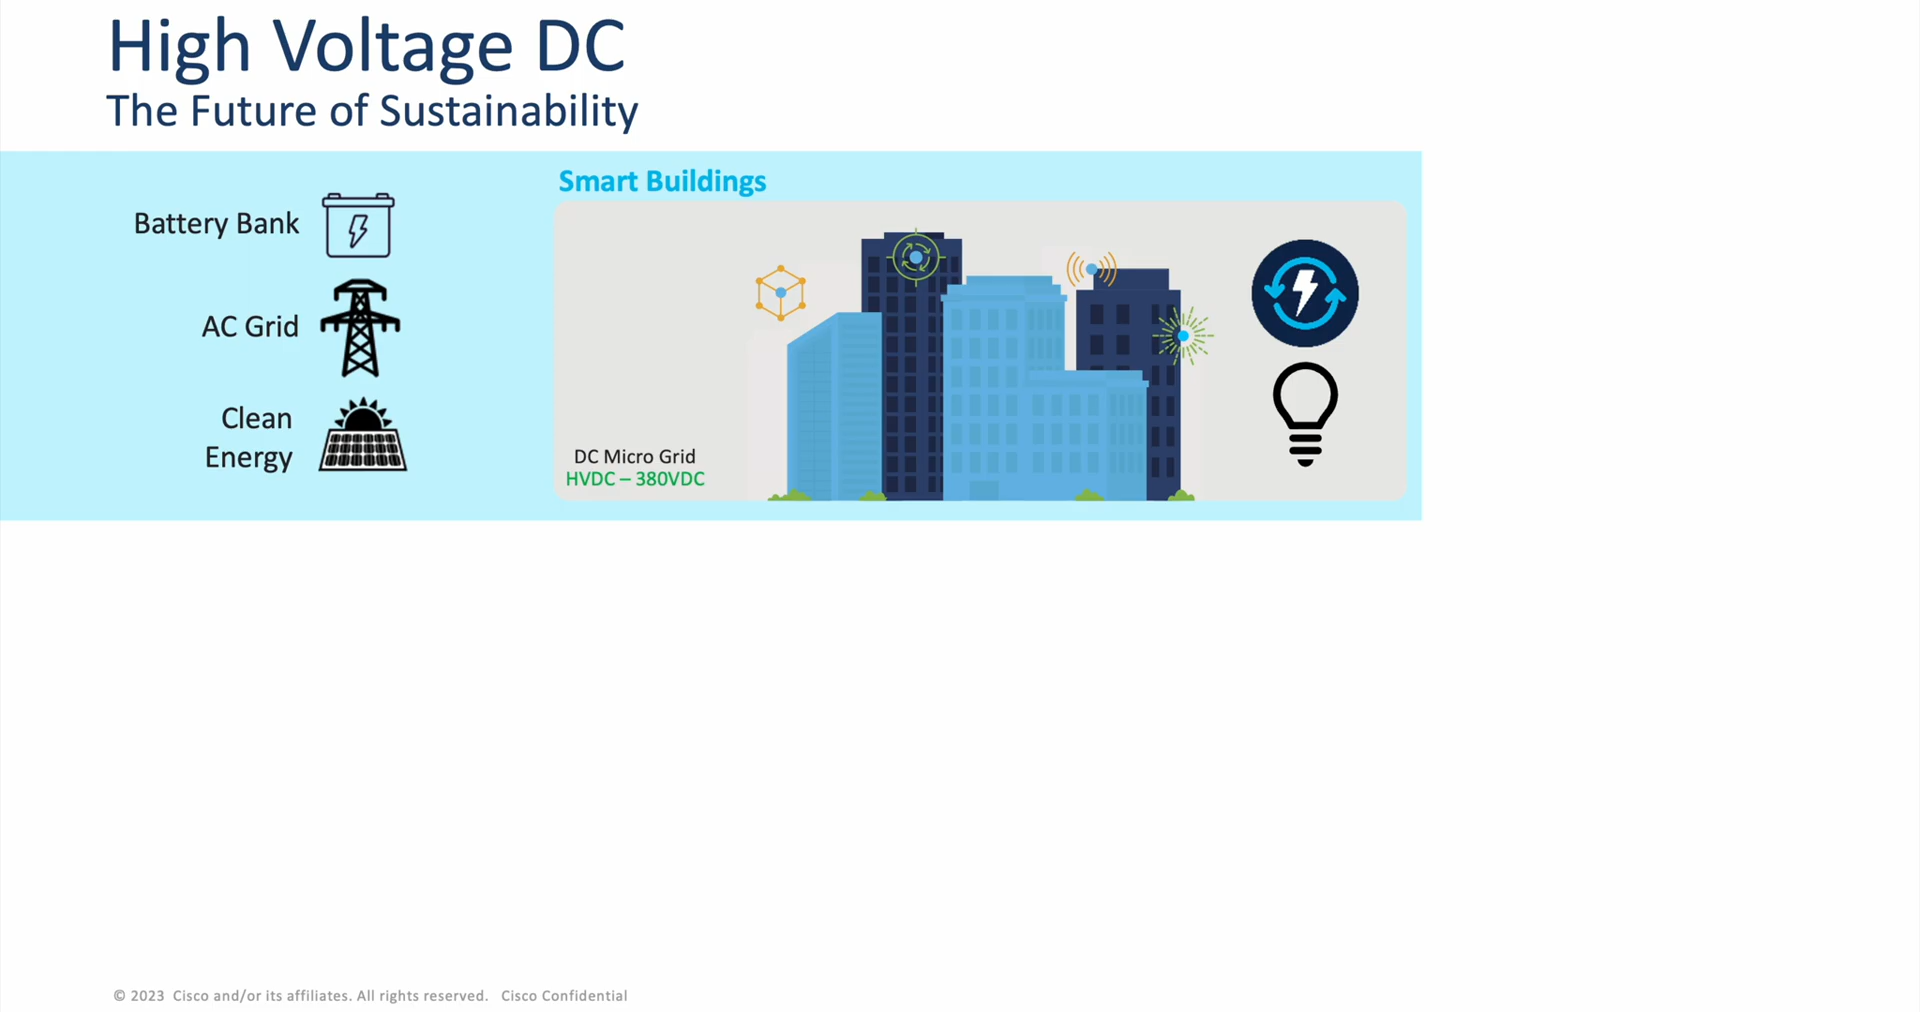 High Voltage DC
The Future of Sustainability
Battery Bank
AC Grid
Clean
Energy
Smart Buildings
DC Micro Grid
HVDC – 380VDC
© 2023 Cisco and/or its affiliates. All rights reserved. Cisco Confidential